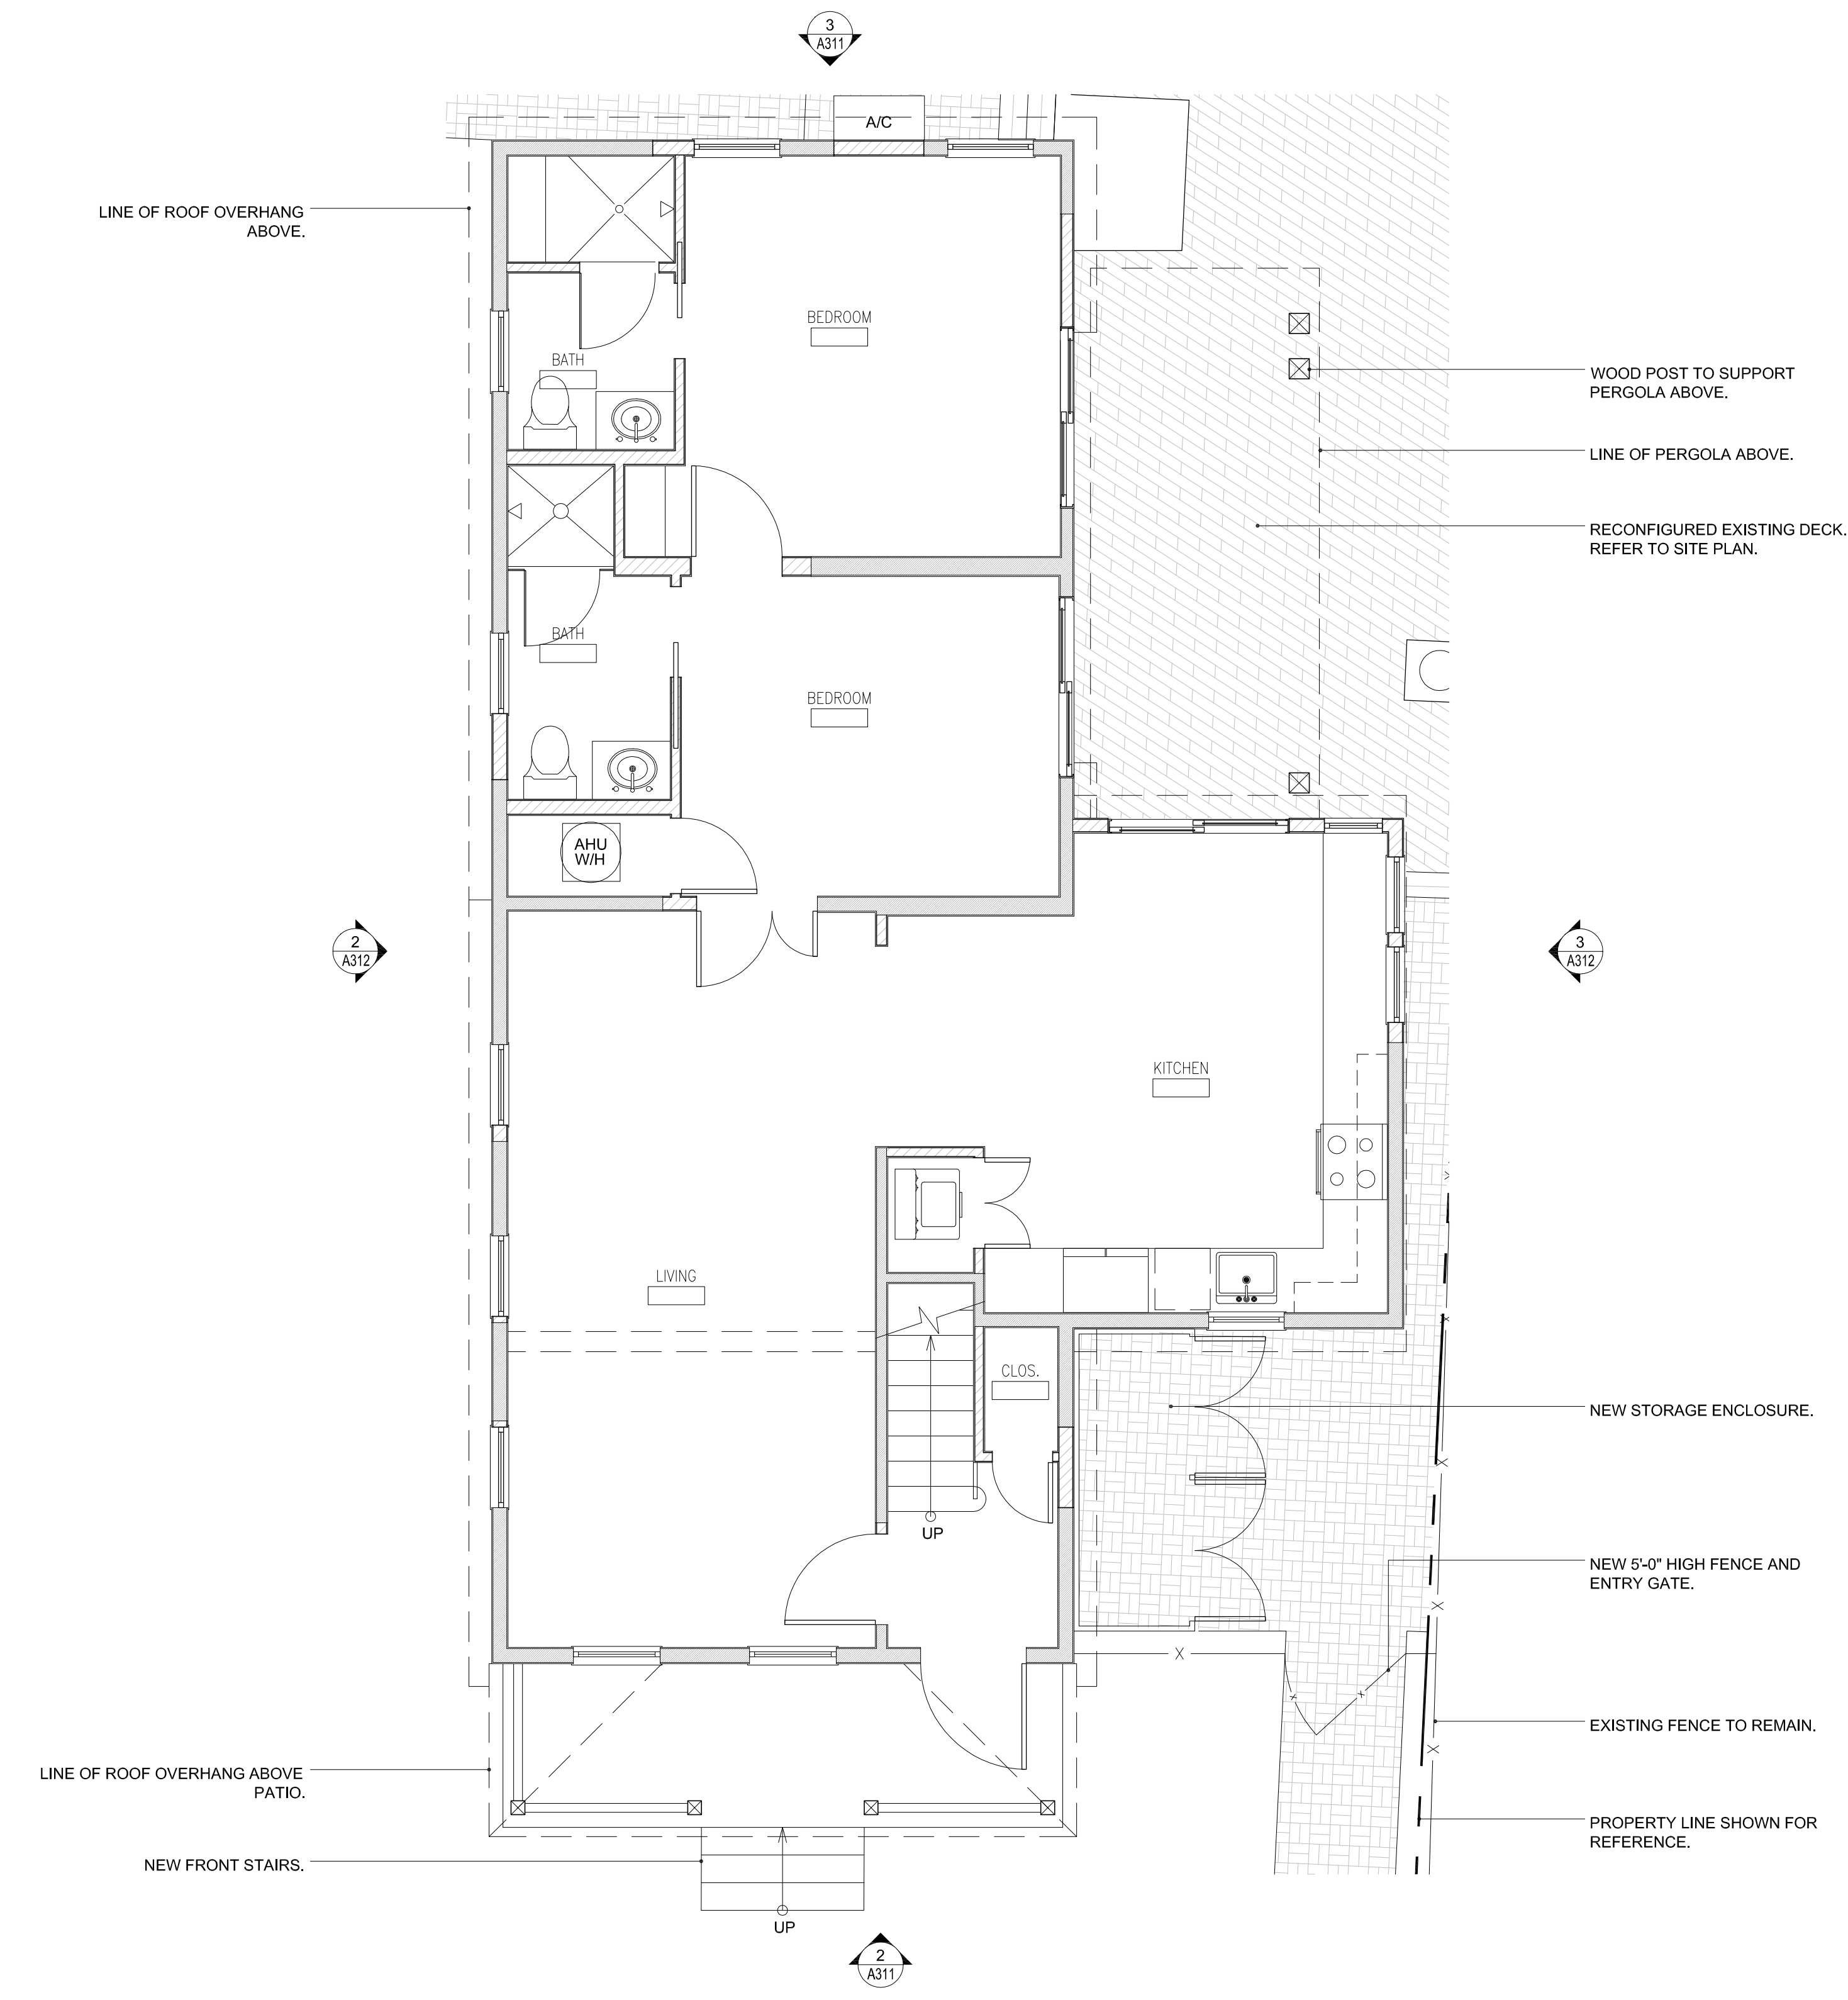 3
A311
A/C
LINE OF ROOF OVERHANG
ABOVE.
BEDROOM
BATH
WOOD POST TO SUPPORT
PERGOLA ABOVE.
LINE OF PERGOLA ABOVE.
RECONFIGURED EXISTING DECK.
REFER TO SITE PLAN.
BATH
BEDROOM
AHU
W/H
2
A312
3
A312
KITCHEN
LIVING
CLOS.
NEW STORAGE ENCLOSURE.
UP
NEW 5'-0" HIGH FENCE AND
ENTRY GATE.
EXISTING FENCE TO REMAIN.
LINE OF ROOF OVERHANG ABOVE
PATIO.
PROPERTY LINE SHOWN FOR
REFERENCE.
NEW FRONT STAIRS.
UP
2
A311